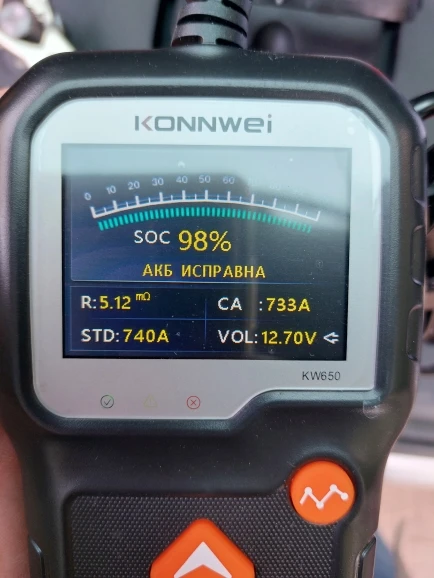 KONNWEI
0 10 20 30 40 50 60
SOC 98%
АКБ ИСПРАВНА
R:5.12 mΩ CA :733A
STD:740A VOL:12.70V
KW650